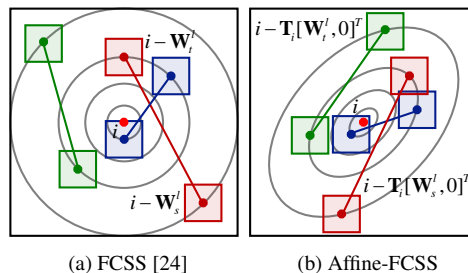 i − W_t^l
i
i − W_s^l
(a) FCSS [24]
i − T_i[W_t^l, 0]^T
i
i − T_i[W_s^l, 0]^T
(b) Affine-FCSS